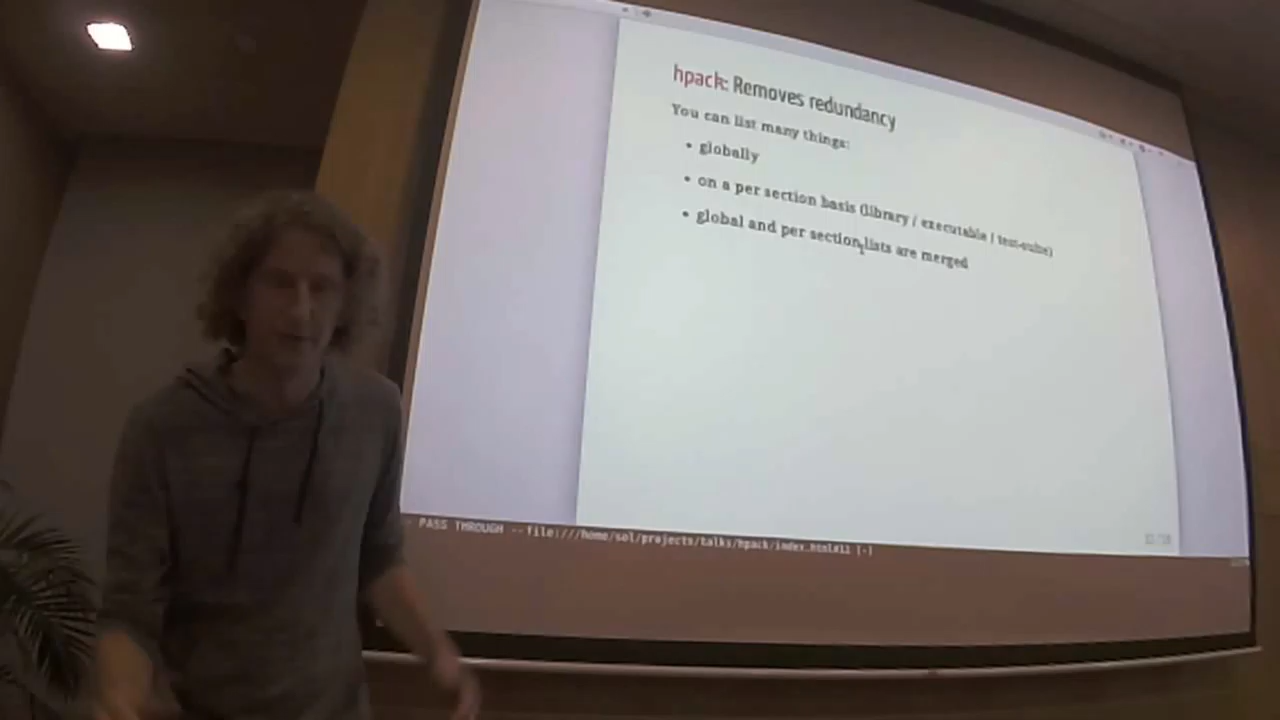 hpack: Removes redundancy
You can list many things:
• globally
• on a per section basis (library / executable / test-suite)
• global and per section lists are merged
-- PASS THROUGH -- file:///home/sol/projects/talks/hpack/index.html#11 [-]